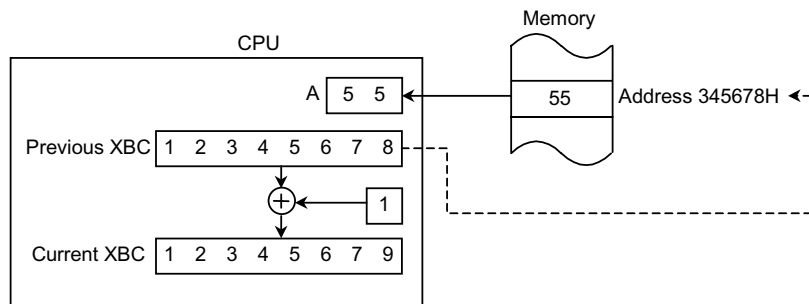 Memory
CPU
A 5 5
55
Address 345678H
Previous XBC 1 2 3 4 5 6 7 8
+
1
Current XBC 1 2 3 4 5 6 7 9